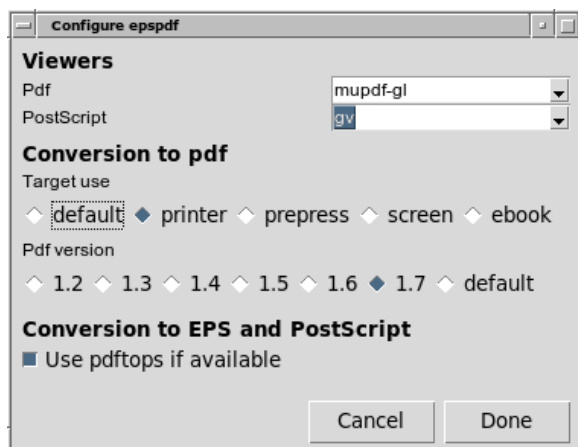 Configure epspdf
Viewers
Pdf mupdf-gl
PostScript gv
Conversion to pdf
Target use
default printer prepress screen ebook
Pdf version
1.2 1.3 1.4 1.5 1.6 1.7 default
Conversion to EPS and PostScript
Use pdftops if available
Cancel Done